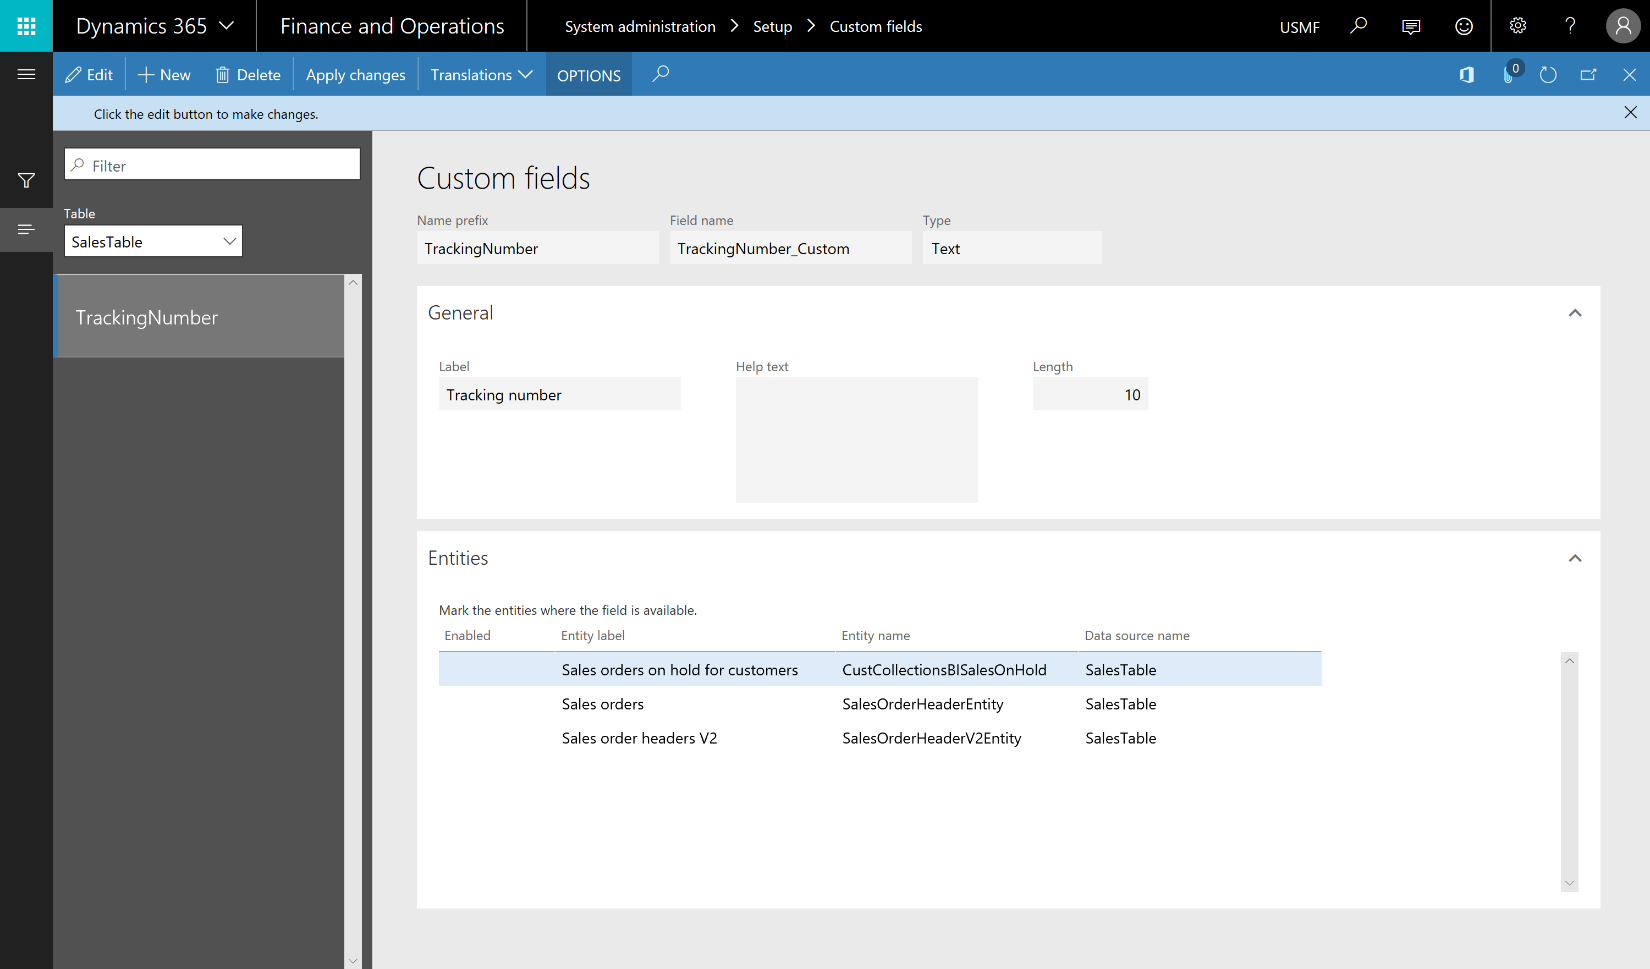 Dynamics 365 Finance and Operations System administration Setup Custom fields USMF ?
Edit New Delete Apply changes Translations OPTIONS 0
Click the edit button to make changes.
Filter
Table
SalesTable
TrackingNumber
Custom fields
Name prefix Field name Type
TrackingNumber TrackingNumber_Custom Text
General
Label Help text Length
Tracking number 10
Entities
Mark the entities where the field is available.
Enabled Entity label Entity name Data source name
Sales orders on hold for customers CustCollectionsBISalesOnHold SalesTable
Sales orders SalesOrderHeaderEntity SalesTable
Sales order headers V2 SalesOrderHeaderV2Entity SalesTable